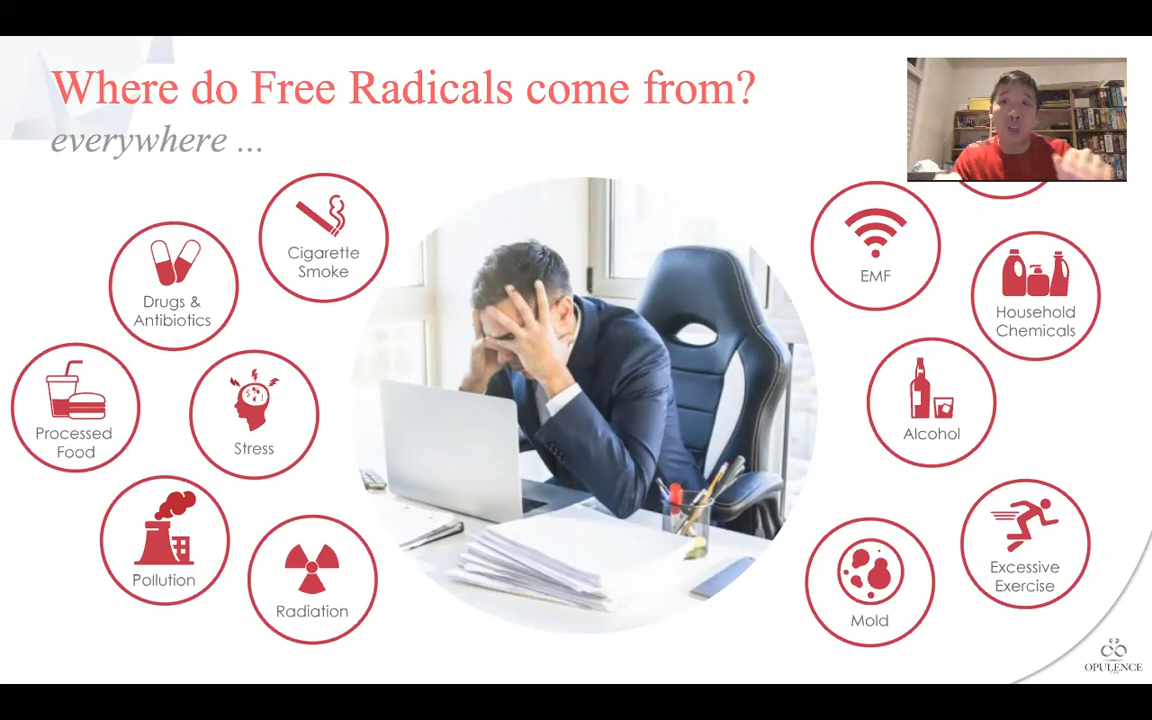 Where do Free Radicals come from?
everywhere ...
Cigarette
Smoke
Drugs &
Antibiotics
Processed
Food
Stress
Pollution
Radiation
EMF
Household
Chemicals
Alcohol
Excessive
Exercise
Mold
OPULENCE